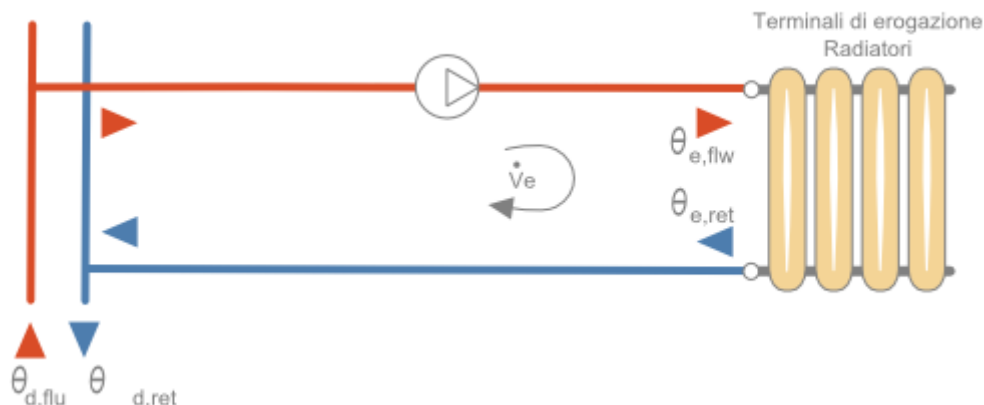 Terminali di erogazione
Radiatori
θe,flw
V̇e
θe,ret
θd,flu θd,ret